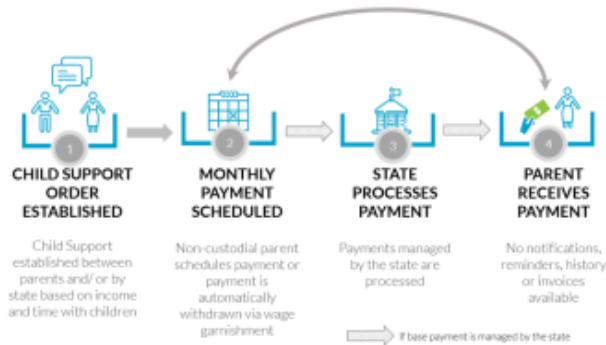 1
CHILD SUPPORT
ORDER
ESTABLISHED
Child Support
established between
parents and/ or by
state based on income
and time with children
2
MONTHLY
PAYMENT
SCHEDULED
Non-custodial parent
schedules payment or
payment is
automatically
withdrawn via wage
garnishment
3
STATE
PROCESSES
PAYMENT
Payments managed
by the state are
processed
4
PARENT
RECEIVES
PAYMENT
No notifications,
reminders, history
or invoices
available
If base payment is managed by the state